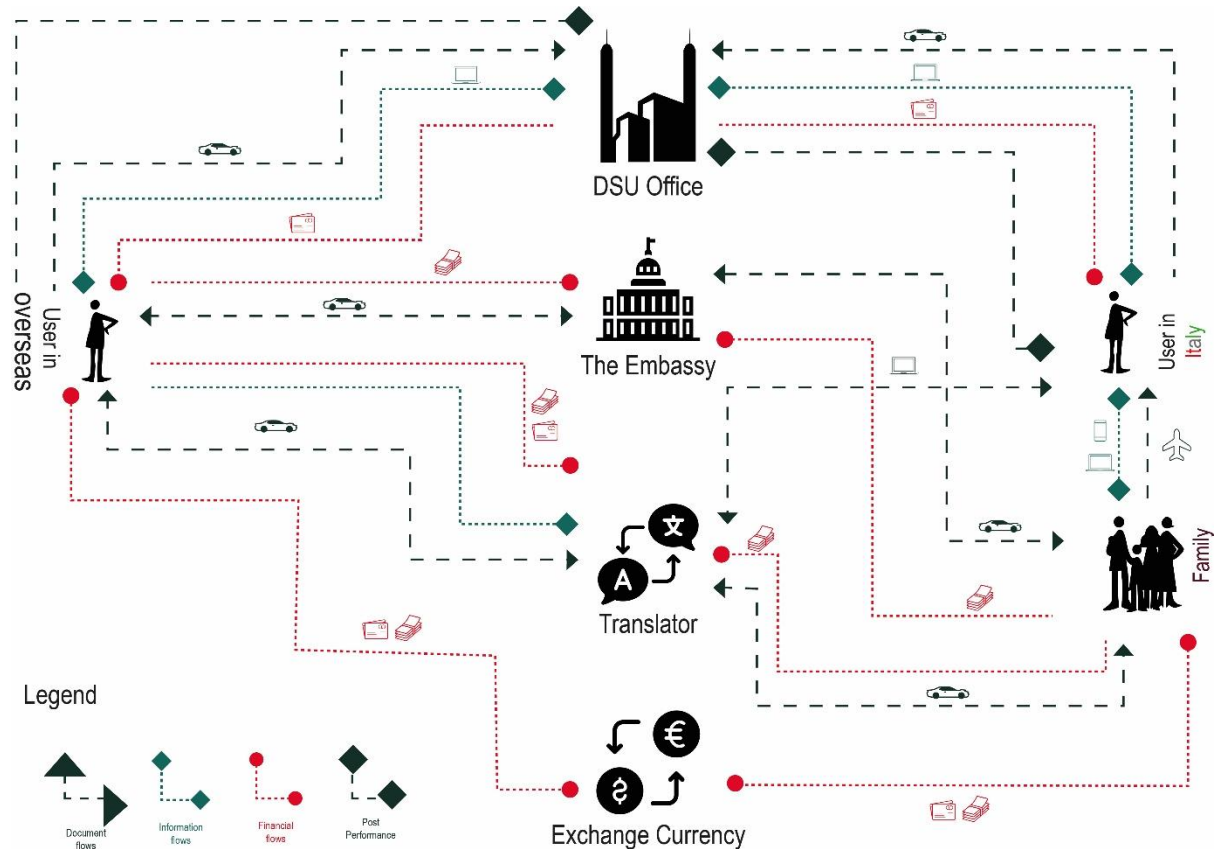 DSU Office
User in
overseas
The Embassy
User in
Italy
文
A
Translator
Family
Legend
€
$
Exchange Currency
Document
flows
Information
flows
Financial
flows
Post
Performance